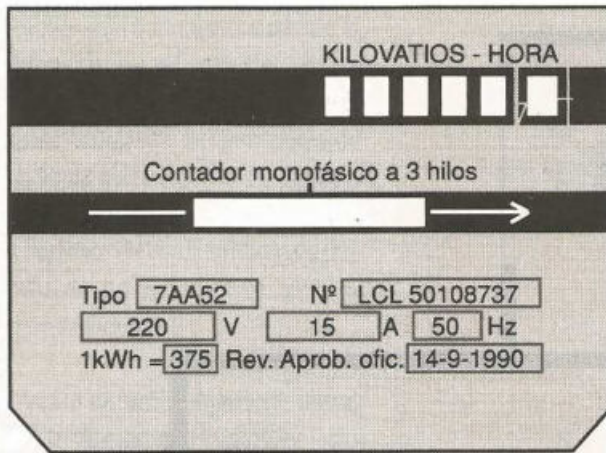 KILOVATIOS - HORA
Contador monofásico a 3 hilos
Tipo 7AA52 Nº LCL 50108737
220 V 15 A 50 Hz
1kWh = 375 Rev. Aprob. ofic. 14-9-1990